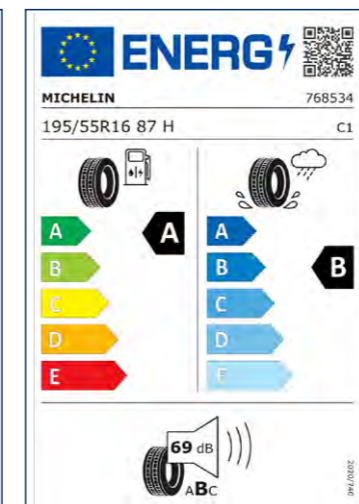 ENERG
MICHELIN 768534
195/55R16 87 H C1
A A A
B B B
C C
D D
E E
69 dB
ABC
2020/740